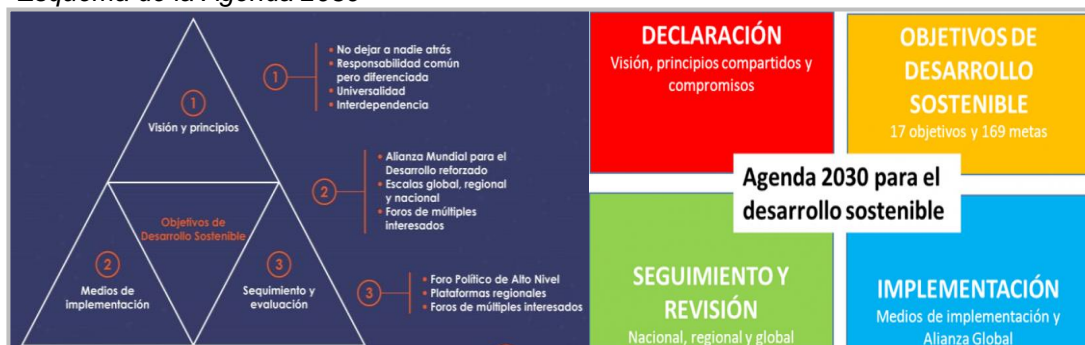 Esquema de la Agenda 2030
1
Visión y principios
Objetivos de
Desarrollo Sostenible
2
Medios de
implementación
3
Seguimiento y
evaluación
1
• No dejar a nadie atrás
• Responsabilidad común
pero diferenciada
• Universalidad
• Interdependencia
2
• Alianza Mundial para el
Desarrollo reforzado
• Escalas global, regional
y nacional
• Foros de múltiples
interesados
3
• Foro Político de Alto Nivel
• Plataformas regionales
• Foros de múltiples interesados
DECLARACIÓN
Visión, principios compartidos y
compromisos
OBJETIVOS DE
DESARROLLO
SOSTENIBLE
17 objetivos y 169 metas
Agenda 2030 para el
desarrollo sostenible
SEGUIMIENTO Y
REVISIÓN
Nacional, regional y global
IMPLEMENTACIÓN
Medios de implementación y
Alianza Global